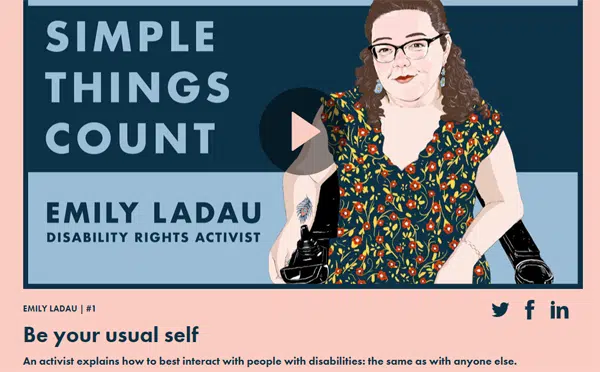 SIMPLE
THINGS
COUNT
EMILY LADAU
DISABILITY RIGHTS ACTIVIST
EMILY LADAU | #1
Be your usual self
An activist explains how to best interact with people with disabilities: the same as with anyone else.